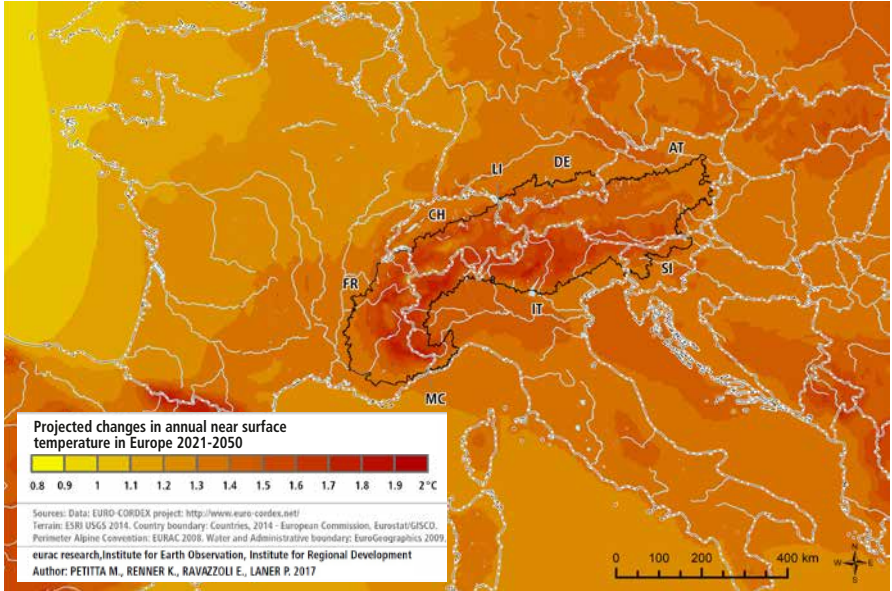 LI
DE
AT
CH
FR
SI
IT
MC
Projected changes in annual near surface
temperature in Europe 2021-2050
0.8 0.9 1 1.1 1.2 1.3 1.4 1.5 1.6 1.7 1.8 1.9 2°C
Sources: Data: EURO-CORDEX project: http://www.euro-cordex.net/
Terrain: ESRI USGS 2014. Country boundary: Countries, 2014 - European Commission, Eurostat/GISCO.
Perimeter Alpine Convention: EURAC 2008. Water and Administrative boundary: EuroGeographics 2009.
eurac research,Institute for Earth Observation, Institute for Regional Development
Author: PETITTA M., RENNER K., RAVAZZOLI E., LANER P. 2017
0 100 200 400 km
N
W E
S